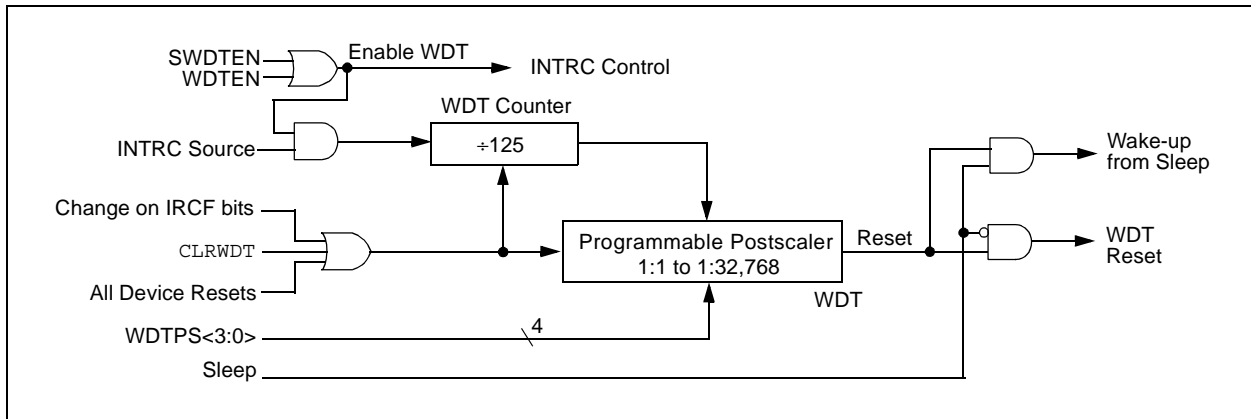 SWDTEN
WDTEN
Enable WDT
INTRC Control
WDT Counter
INTRC Source
÷125
Wake-up
from Sleep
Change on IRCF bits
CLRWDT
All Device Resets
Programmable Postscaler
1:1 to 1:32,768
Reset
WDT
WDT
Reset
WDTPS<3:0>
4
Sleep